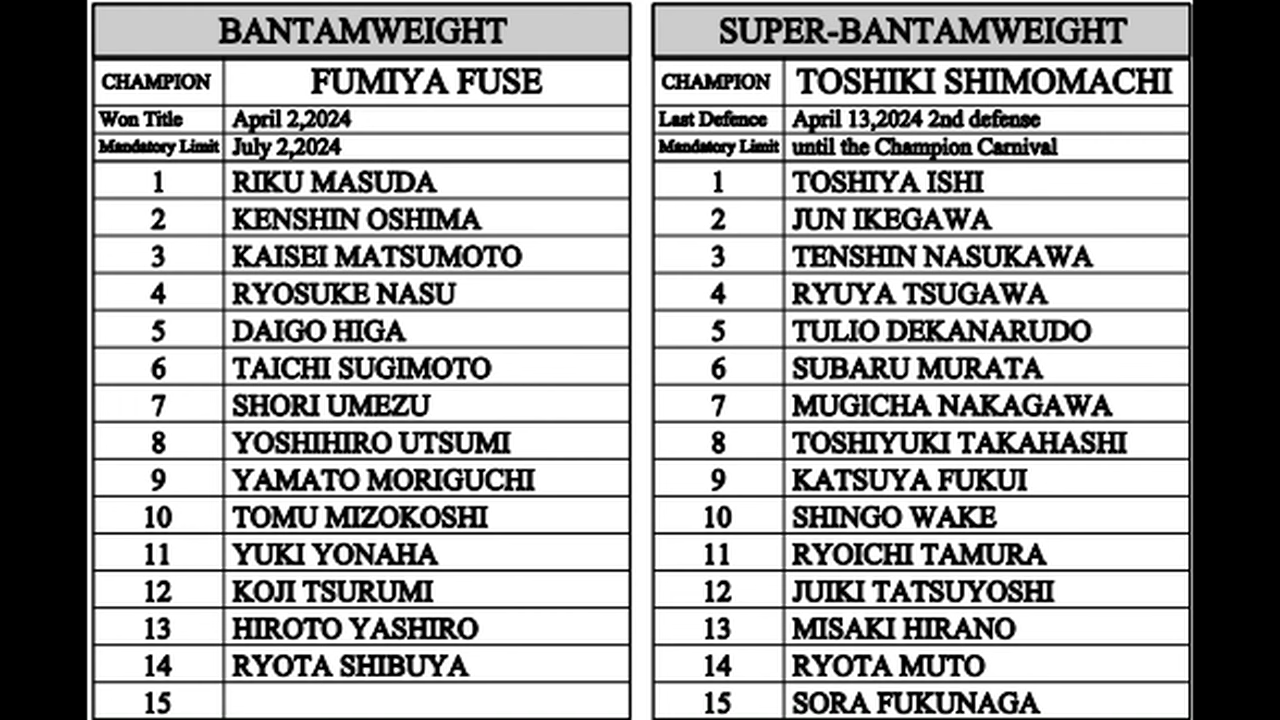 BANTAMWEIGHT
CHAMPION FUMIYA FUSE
Won Title April 2,2024
Mandatory Limit July 2,2024
1 RIKU MASUDA
2 KENSHIN OSHIMA
3 KAISEI MATSUMOTO
4 RYOSUKE NASU
5 DAIGO HIGA
6 TAICHI SUGIMOTO
7 SHORI UMEZU
8 YOSHIHIRO UTSUMI
9 YAMATO MORIGUCHI
10 TOMU MIZOKOSHI
11 YUKI YONAHA
12 KOJI TSURUMI
13 HIROTO YASHIRO
14 RYOTA SHIBUYA
15
SUPER-BANTAMWEIGHT
CHAMPION TOSHIKI SHIMOMACHI
Last Defence April 13,2024 2nd defense
Mandatory Limit until the Champion Carnival
1 TOSHIYA ISHI
2 JUN IKEGAWA
3 TENSHIN NASUKAWA
4 RYUYA TSUGAWA
5 TULIO DEKANARUDO
6 SUBARU MURATA
7 MUGICHA NAKAGAWA
8 TOSHIYUKI TAKAHASHI
9 KATSUYA FUKUI
10 SHINGO WAKE
11 RYOICHI TAMURA
12 JUIKI TATSUYOSHI
13 MISAKI HIRANO
14 RYOTA MUTO
15 SORA FUKUNAGA